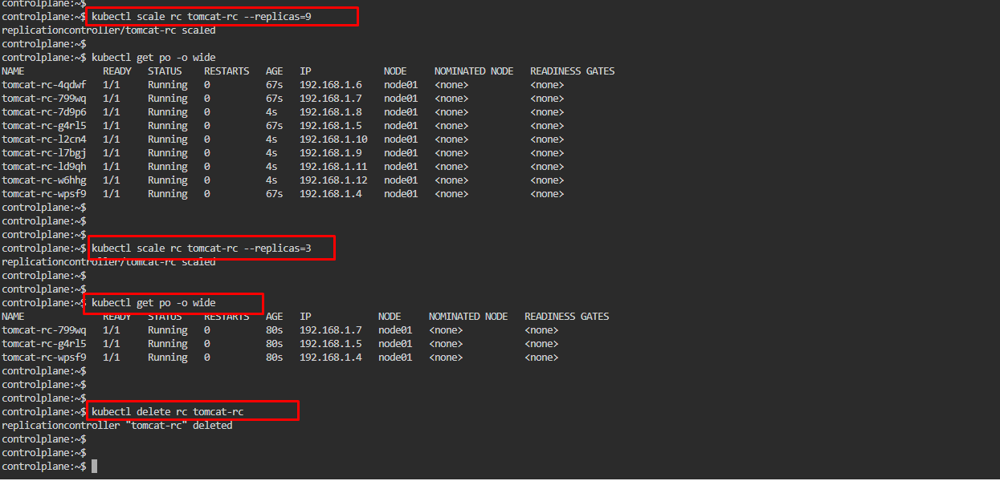 controlplane:~$
controlplane:~$ kubectl scale rc tomcat-rc --replicas=9
replicationcontroller/tomcat-rc scaled
controlplane:~$
controlplane:~$ kubectl get po -o wide
NAME READY STATUS RESTARTS AGE IP NODE NOMINATED NODE READINESS GATES
tomcat-rc-4qdwf 1/1 Running 0 67s 192.168.1.6 node01 <none> <none>
tomcat-rc-799wq 1/1 Running 0 67s 192.168.1.7 node01 <none> <none>
tomcat-rc-7d9p6 1/1 Running 0 4s 192.168.1.8 node01 <none> <none>
tomcat-rc-g4rl5 1/1 Running 0 67s 192.168.1.5 node01 <none> <none>
tomcat-rc-l2cn4 1/1 Running 0 4s 192.168.1.10 node01 <none> <none>
tomcat-rc-l7bgj 1/1 Running 0 4s 192.168.1.9 node01 <none> <none>
tomcat-rc-ld9qh 1/1 Running 0 4s 192.168.1.11 node01 <none> <none>
tomcat-rc-w6hhg 1/1 Running 0 4s 192.168.1.12 node01 <none> <none>
tomcat-rc-wpsf9 1/1 Running 0 67s 192.168.1.4 node01 <none> <none>
controlplane:~$
controlplane:~$
controlplane:~$
controlplane:~$ kubectl scale rc tomcat-rc --replicas=3
replicationcontroller/tomcat-rc scaled
controlplane:~$
controlplane:~$
controlplane:~$ kubectl get po -o wide
NAME READY STATUS RESTARTS AGE IP NODE NOMINATED NODE READINESS GATES
tomcat-rc-799wq 1/1 Running 0 80s 192.168.1.7 node01 <none> <none>
tomcat-rc-g4rl5 1/1 Running 0 80s 192.168.1.5 node01 <none> <none>
tomcat-rc-wpsf9 1/1 Running 0 80s 192.168.1.4 node01 <none> <none>
controlplane:~$
controlplane:~$
controlplane:~$
controlplane:~$ kubectl delete rc tomcat-rc
replicationcontroller "tomcat-rc" deleted
controlplane:~$
controlplane:~$
controlplane:~$